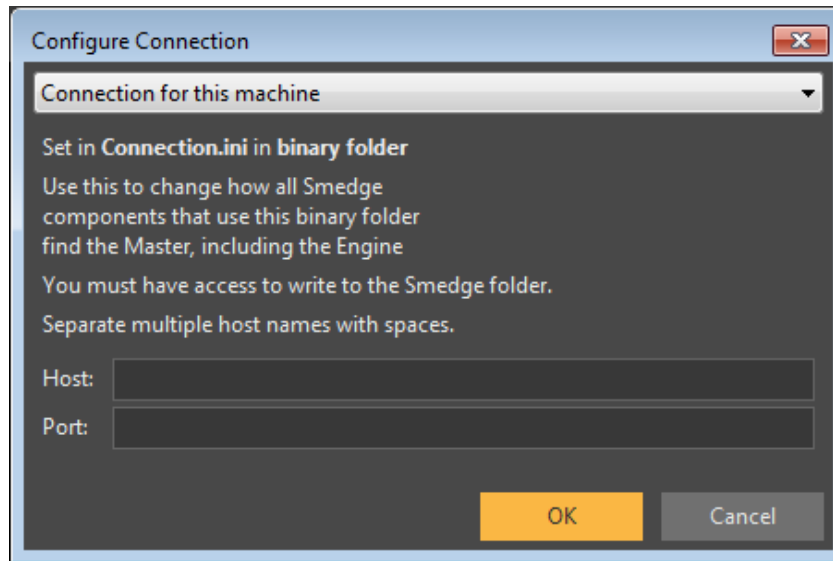 Configure Connection
Connection for this machine
Set in Connection.ini in binary folder
Use this to change how all Smedge
components that use this binary folder
find the Master, including the Engine
You must have access to write to the Smedge folder.
Separate multiple host names with spaces.
Host:
Port:
OK
Cancel